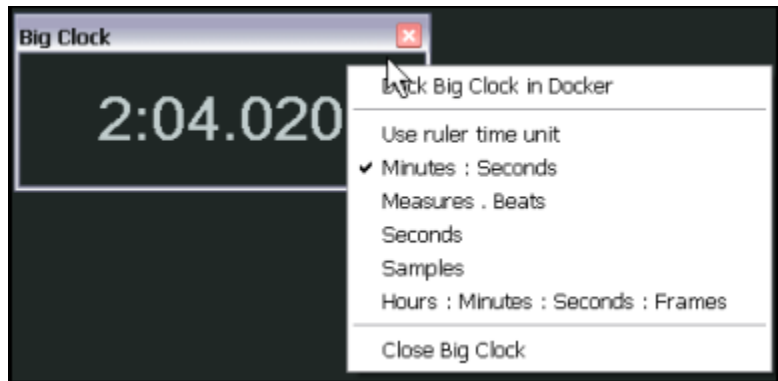 Big Clock
2:04.020
Dock Big Clock in Docker
Use ruler time unit
Minutes : Seconds
Measures . Beats
Seconds
Samples
Hours : Minutes : Seconds : Frames
Close Big Clock